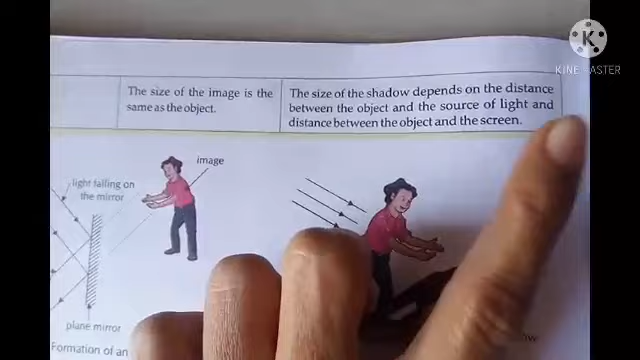 KINEMASTER
The size of the image is the
same as the object.
The size of the shadow depends on the distance
between the object and the source of light and
distance between the object and the screen.
image
light falling on
the mirror
plane mirror
Formation of an